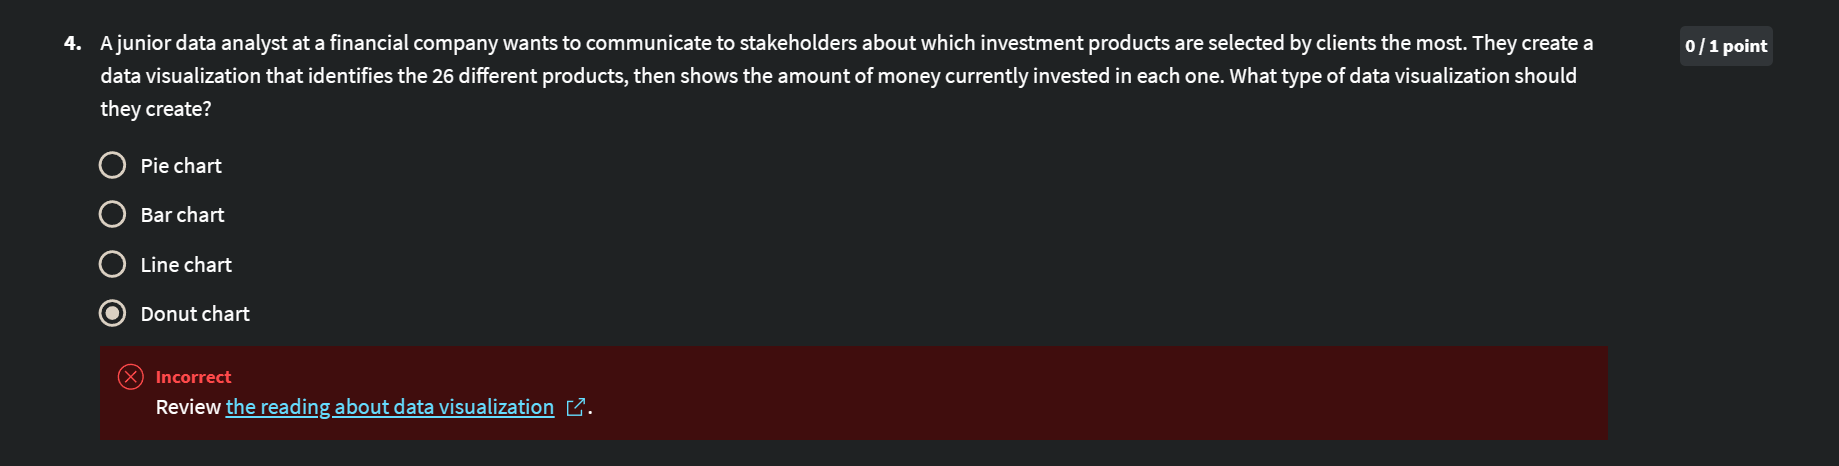 4. A junior data analyst at a financial company wants to communicate to stakeholders about which investment products are selected by clients the most. They create a
data visualization that identifies the 26 different products, then shows the amount of money currently invested in each one. What type of data visualization should
they create?
0 / 1 point
Pie chart
Bar chart
Line chart
Donut chart
Incorrect
Review the reading about data visualization.